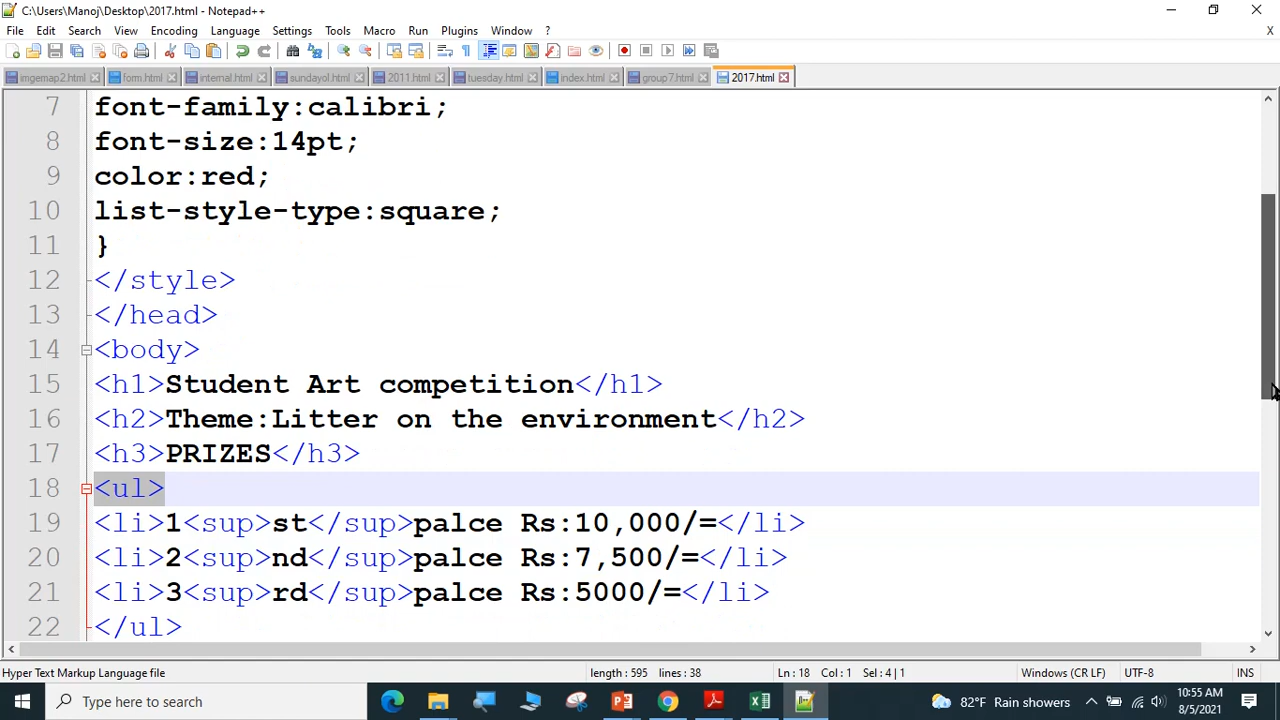 C:\Users\Manoj\Desktop\2017.html - Notepad++
File Edit Search View Encoding Language Settings Tools Macro Run Plugins Window ? X
imgemap2.html form.html internal.html sundayol.html 2011.html tuesday.html index.html group7.html 2017.html
7 font-family:calibri;
8 font-size:14pt;
9 color:red;
10 list-style-type:square;
11 }
12 </style>
13 </head>
14 <body>
15 <h1>Student Art competition</h1>
16 <h2>Theme:Litter on the environment</h2>
17 <h3>PRIZES</h3>
18 <ul>
19 <li>1<sup>st</sup>palce Rs:10,000/=</li>
20 <li>2<sup>nd</sup>palce Rs:7,500/=</li>
21 <li>3<sup>rd</sup>palce Rs:5000/=</li>
22 </ul>
Hyper Text Markup Language file length : 595 lines : 38 Ln : 18 Col : 1 Sel : 4 | 1 Windows (CR LF) UTF-8 INS
Type here to search 82°F Rain showers 10:55 AM
8/5/2021